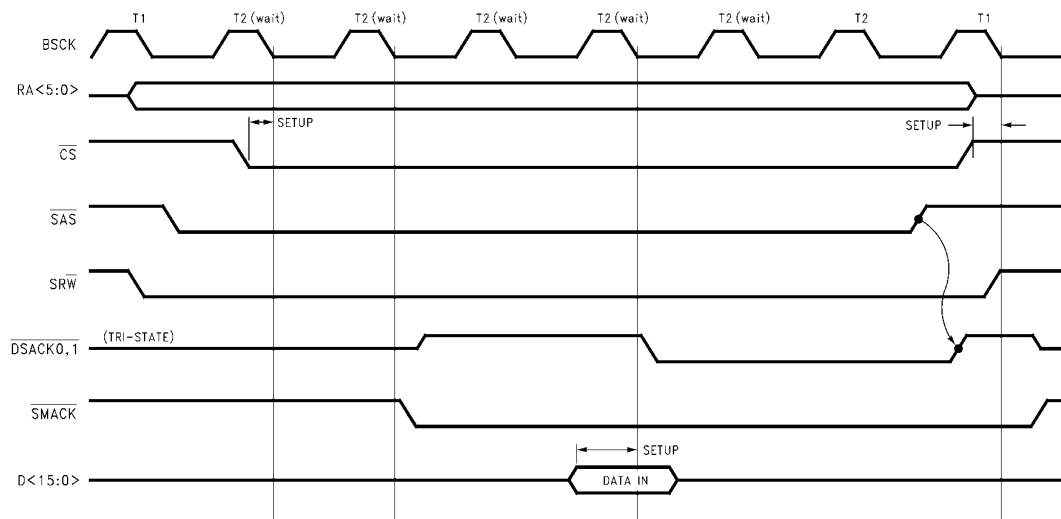 T1 T2 (wait) T2 (wait) T2 (wait) T2 (wait) T2 (wait) T2 T1
BSCK
RA<5:0>
SETUP SETUP
CS
SAS
SRW
(TRI-STATE)
DSACK0,1
SMACK
SETUP
D<15:0> DATA IN